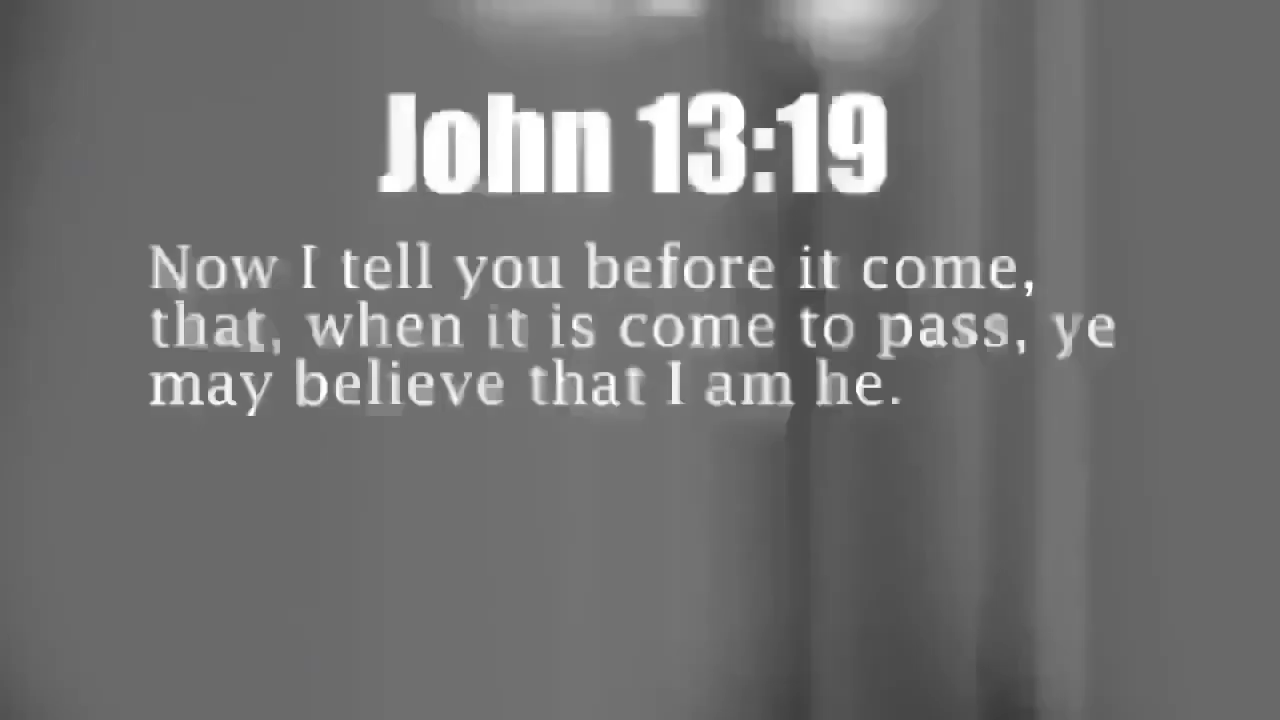 John 13:19
Now I tell you before it come,
that, when it is come to pass, ye
may believe that I am he.